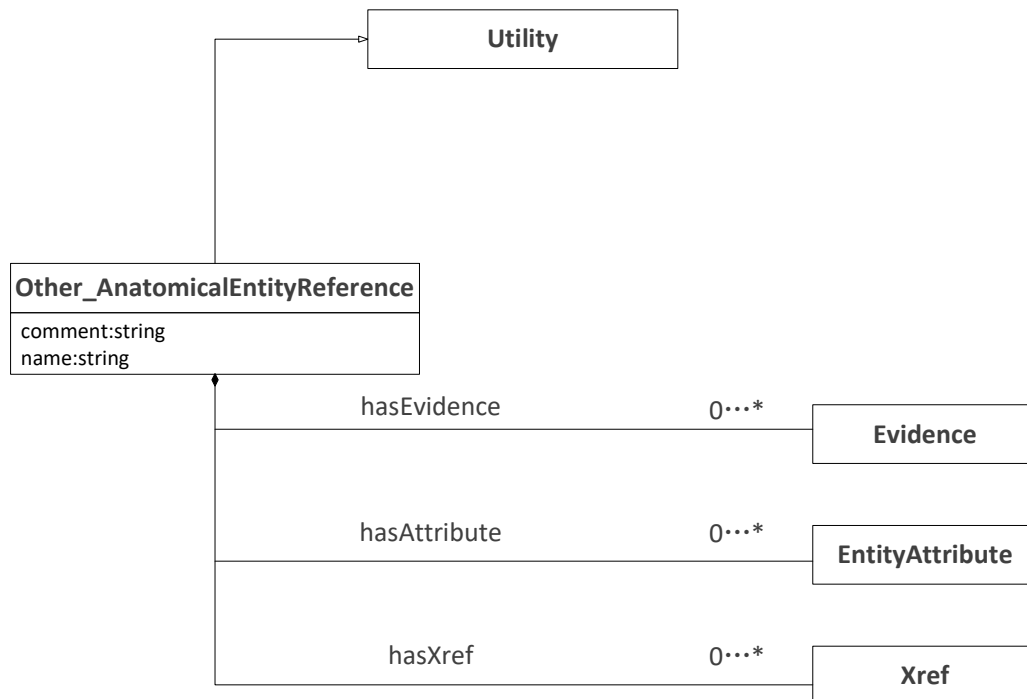 Utility
Other_AnatomicalEntityReference
comment:string
name:string
hasEvidence 0···*
Evidence
hasAttribute 0···*
EntityAttribute
hasXref 0···*
Xref